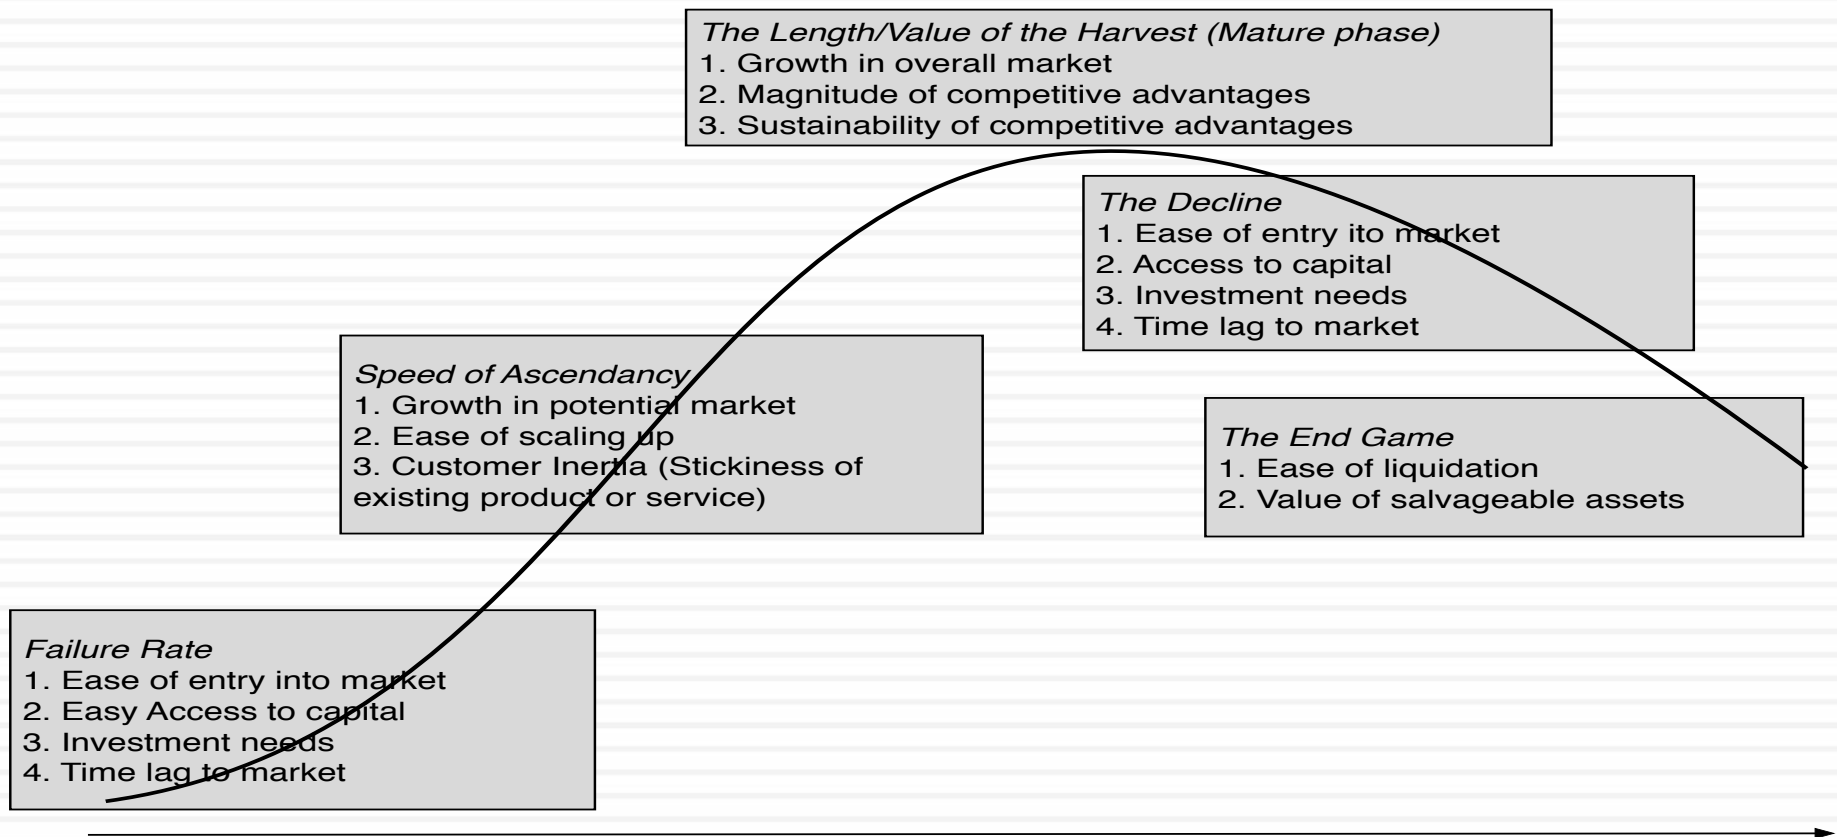 The Length/Value of the Harvest (Mature phase)
1. Growth in overall market
2. Magnitude of competitive advantages
3. Sustainability of competitive advantages
The Decline
1. Ease of entry ito market
2. Access to capital
3. Investment needs
4. Time lag to market
Speed of Ascendancy
1. Growth in potential market
2. Ease of scaling up
3. Customer Inertia (Stickiness of
existing product or service)
The End Game
1. Ease of liquidation
2. Value of salvageable assets
Failure Rate
1. Ease of entry into market
2. Easy Access to capital
3. Investment needs
4. Time lag to market